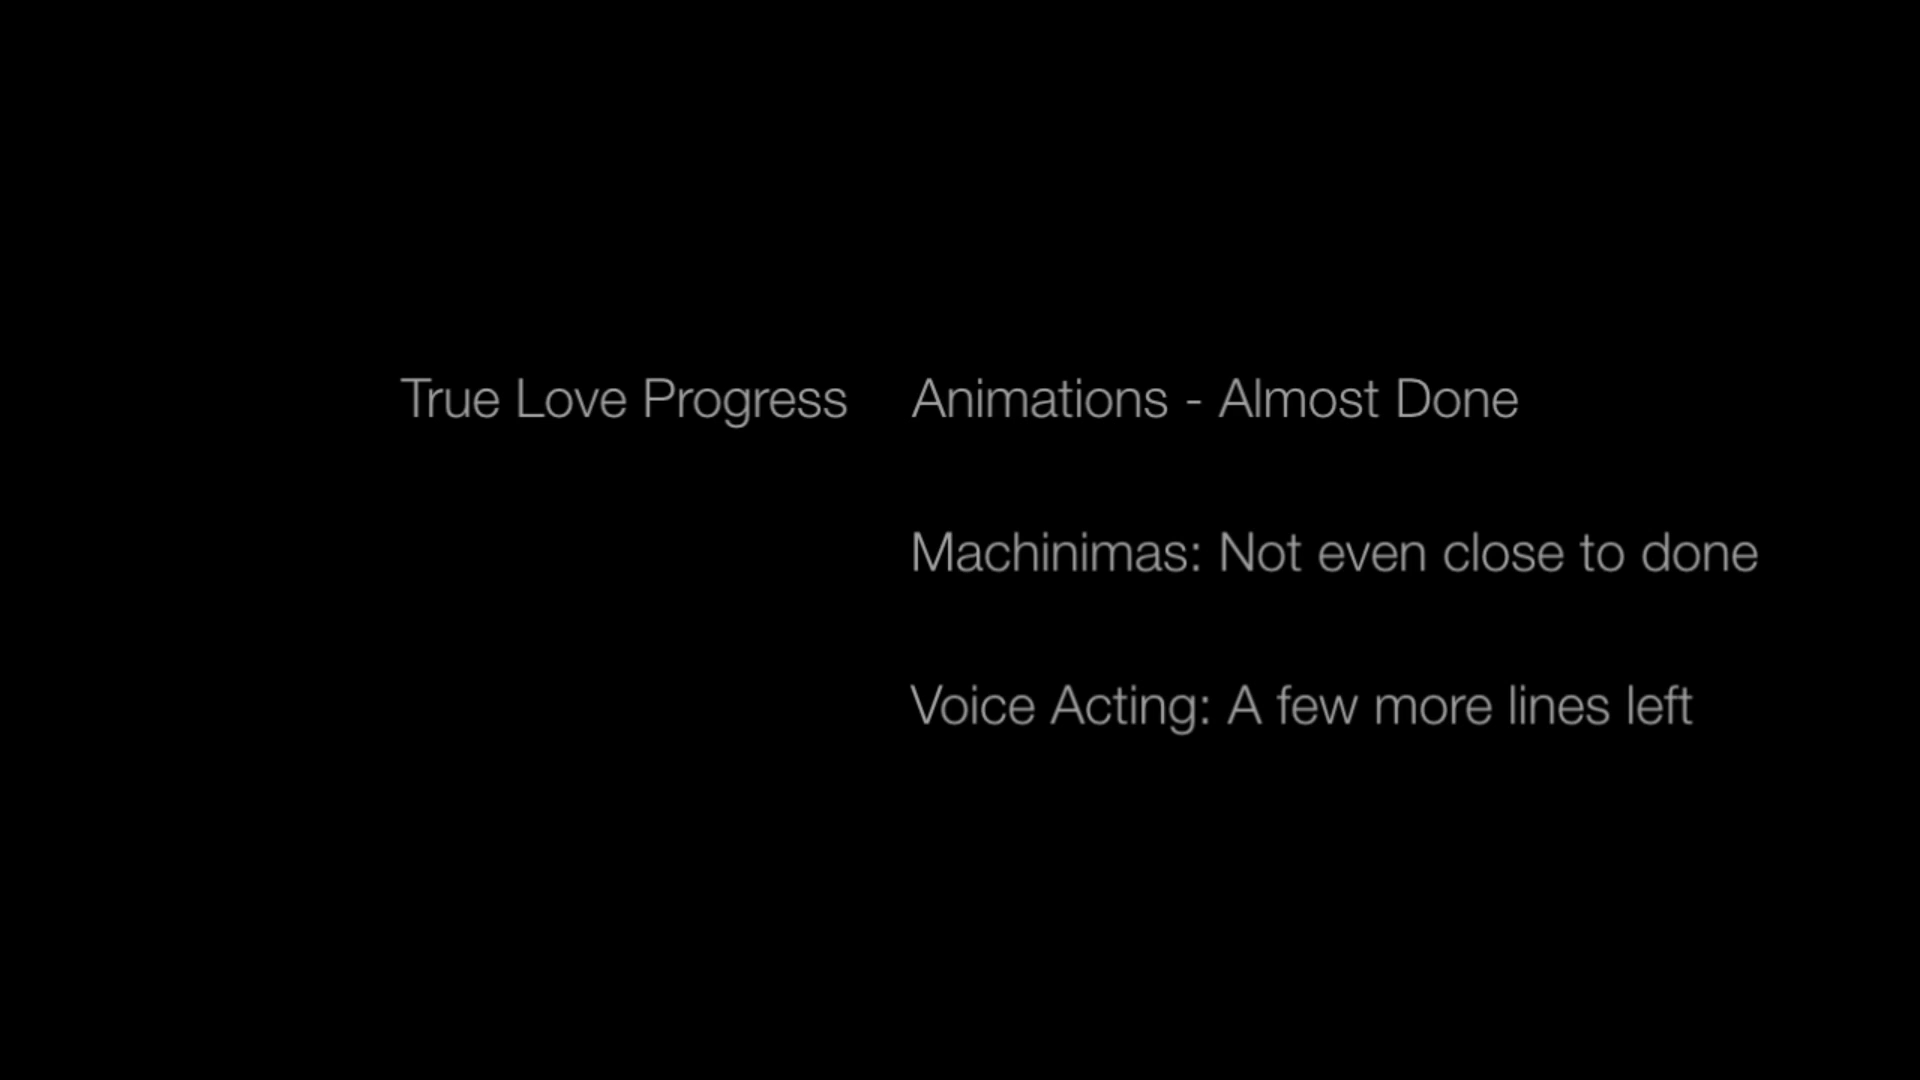 True Love Progress Animations - Almost Done
Machinimas: Not even close to done
Voice Acting: A few more lines left